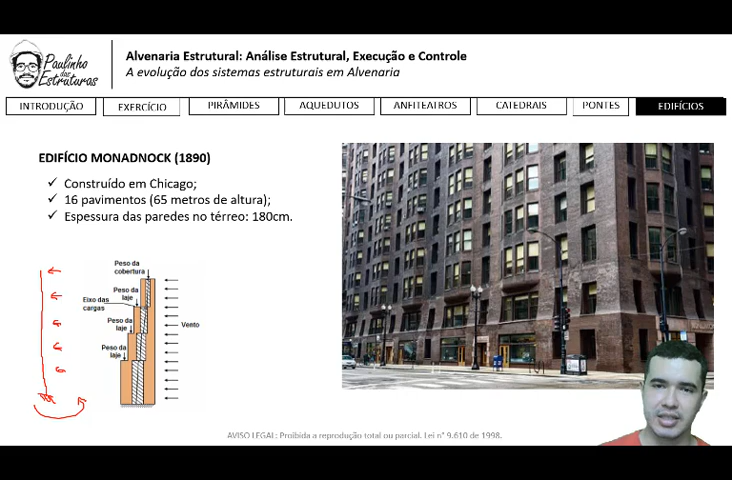 Paulinho
das
Estruturas
Alvenaria Estrutural: Análise Estrutural, Execução e Controle
A evolução dos sistemas estruturais em Alvenaria
INTRODUÇÃO
EXERCÍCIO
PIRÂMIDES
AQUEDUTOS
ANFITEATROS
CATEDRAIS
PONTES
EDIFÍCIOS
EDIFÍCIO MONADNOCK (1890)
✓ Construído em Chicago;
✓ 16 pavimentos (65 metros de altura);
✓ Espessura das paredes no térreo: 180cm.
Peso da
cobertura
Peso da
laje
Eixo das
cargas
Peso da
laje
Vento
Peso da
laje
AVISO LEGAL: Proibida a reprodução total ou parcial. Lei n° 9.610 de 1998.